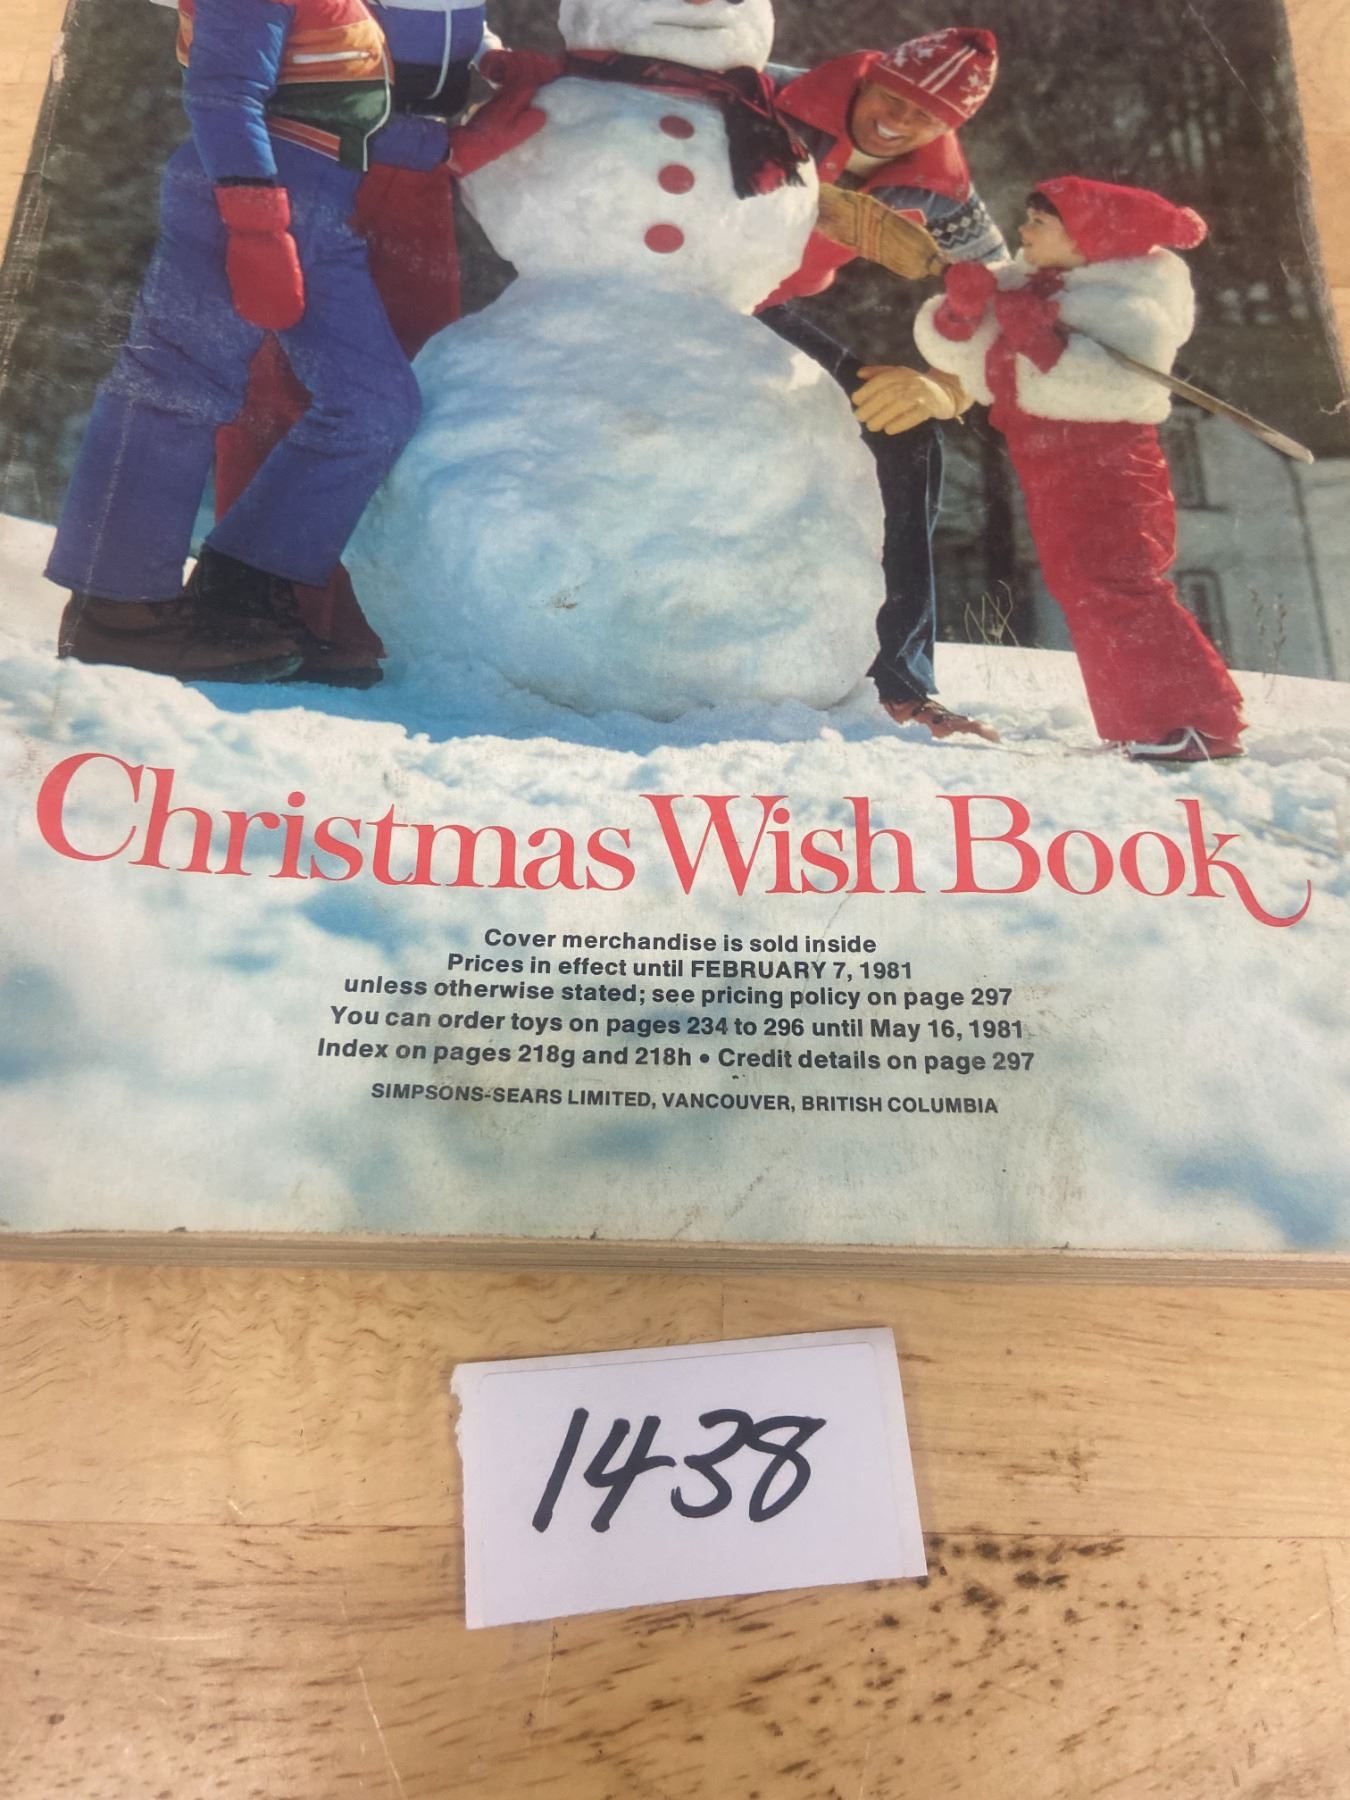 Christmas Wish Book
Cover merchandise is sold inside
Prices in effect until FEBRUARY 7, 1981
unless otherwise stated; see pricing policy on page 297
You can order toys on pages 234 to 296 until May 16, 1981
Index on pages 218g and 218h • Credit details on page 297
SIMPSONS-SEARS LIMITED, VANCOUVER, BRITISH COLUMBIA
1438